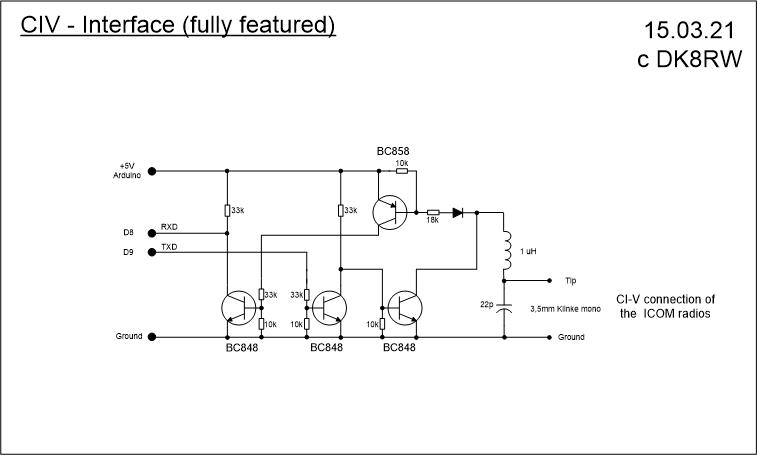 CIV - Interface (fully featured)
15.03.21
c DK8RW
BC858
10k
+5V
Arduino
33k
33k
18k
D8 RXD
D9 TXD
1 uH
Tip
33k
33k
22p
3,5mm Klinke mono
CI-V connection of
the ICOM radios
10k
10k
10k
Ground
Ground
BC848
BC848
BC848